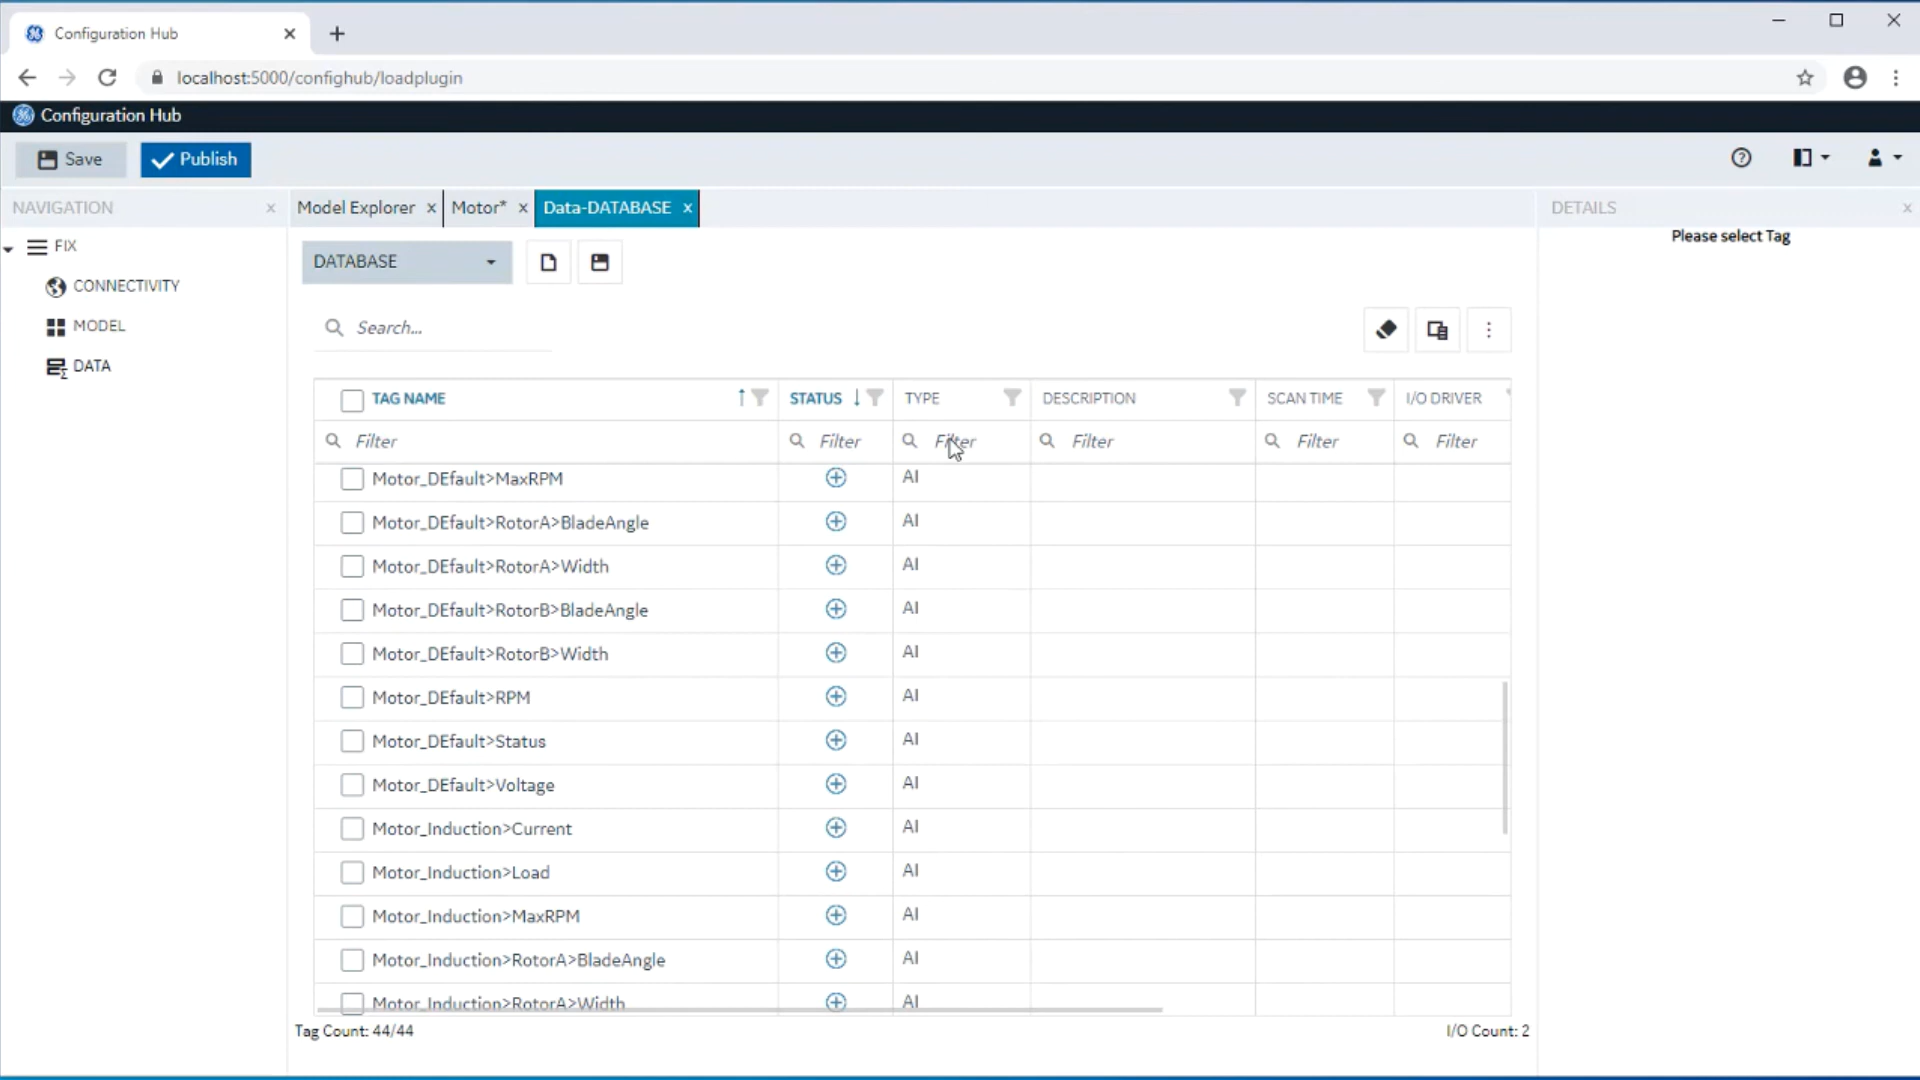 Configuration Hub
localhost:5000/confighub/loadplugin
Configuration Hub
Save
Publish
NAVIGATION
Model Explorer
Motor*
Data-DATABASE
DETAILS
Please select Tag
FIX
CONNECTIVITY
MODEL
DATA
DATABASE
Search...
TAG NAME STATUS TYPE DESCRIPTION SCAN TIME I/O DRIVER
Filter Filter Filter Filter Filter Filter
Motor_DEfault>MaxRPM AI
Motor_DEfault>RotorA>BladeAngle AI
Motor_DEfault>RotorA>Width AI
Motor_DEfault>RotorB>BladeAngle AI
Motor_DEfault>RotorB>Width AI
Motor_DEfault>RPM AI
Motor_DEfault>Status AI
Motor_DEfault>Voltage AI
Motor_Induction>Current AI
Motor_Induction>Load AI
Motor_Induction>MaxRPM AI
Motor_Induction>RotorA>BladeAngle AI
Motor_Induction>RotorA>Width AI
Tag Count: 44/44
I/O Count: 2